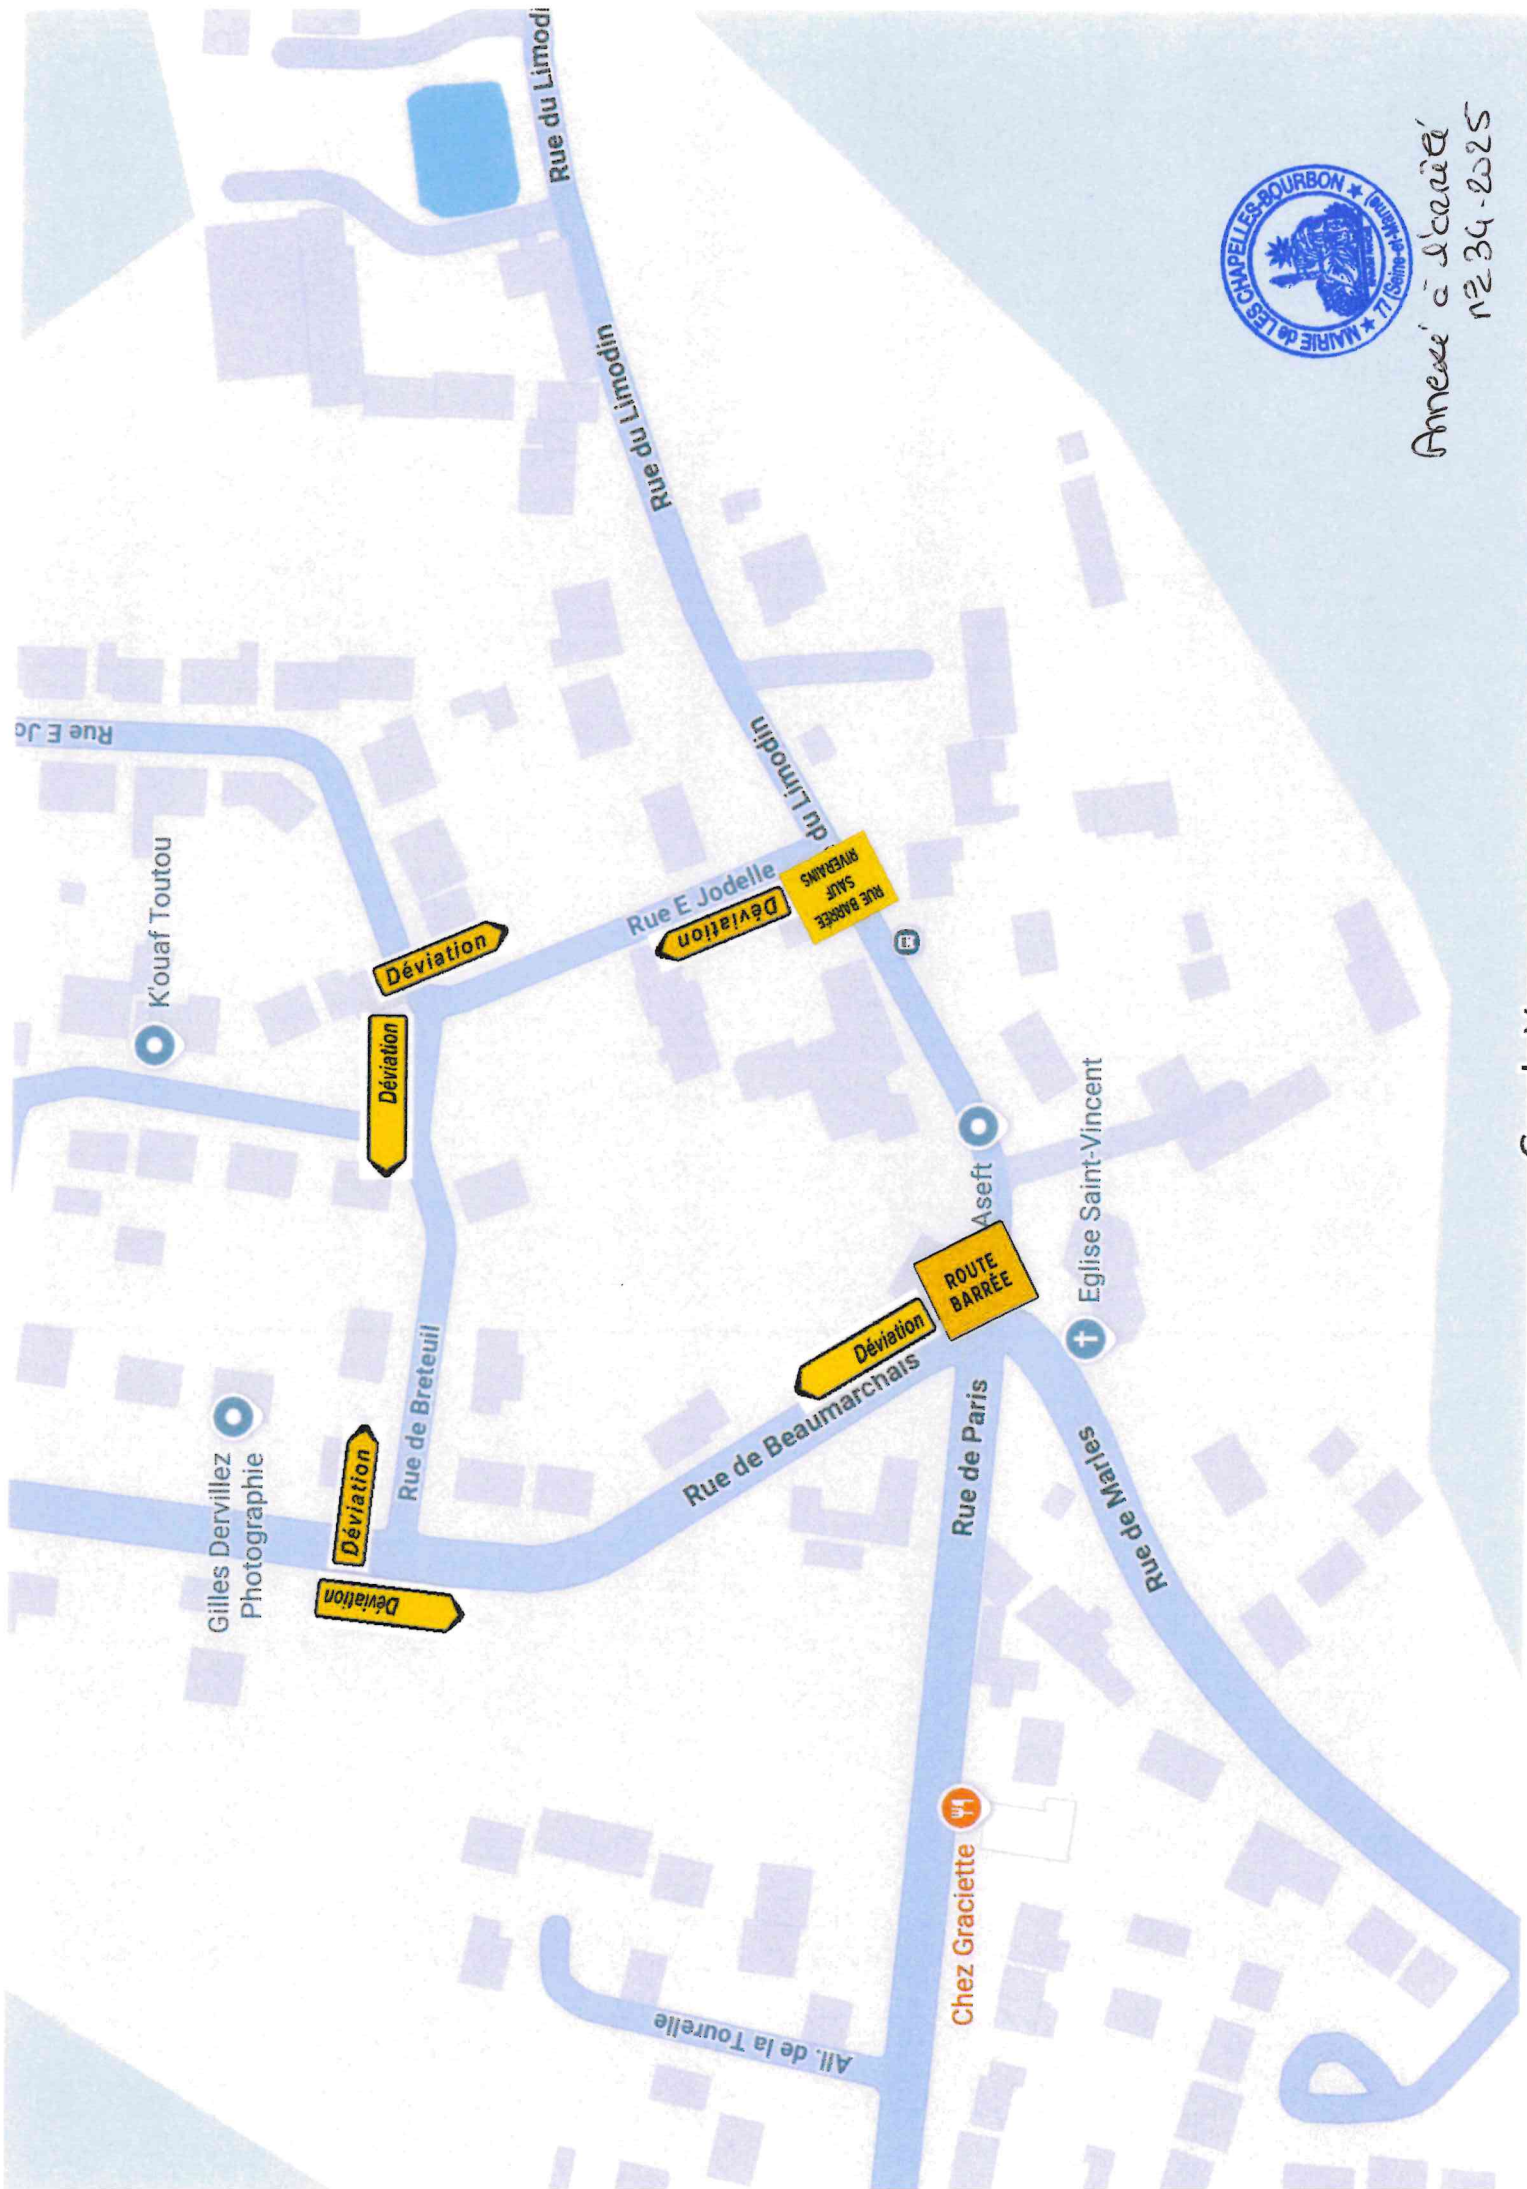 Rue du Limodi
Rue du Limodin
du Limodin
Rue E Jo
K'ouaf Toutou
Rue E Jodelle
Déviation
RUE BARRÉE
SAUF
RIVERAINS
Déviation
Déviation
Gilles Dervillez
Photographie
Déviation
Déviation
Rue de Breteuil
Rue de Beaumarchais
Déviation
ROUTE
BARRÉE
Aseft
Eglise Saint-Vincent
Rue de Paris
Rue de Marles
Chez Graciette
All. de la Tourelle
MAIRIE de LES CHAPELLES-BOURBON
77 (Seine-et-Marne)
Annexé à l'arrêté
n° 34-2025